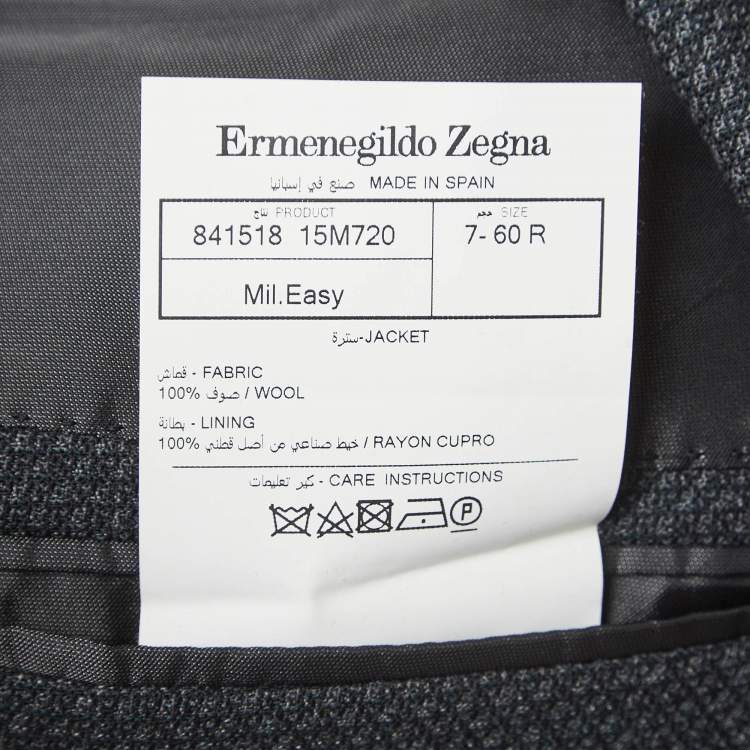 Ermenegildo Zegna
صنع في إسبانيا MADE IN SPAIN
نتاج PRODUCT
841518 15M720
Mil.Easy
حجم SIZE
7- 60 R
سترة-JACKET
قماش - FABRIC
100% صوف / WOOL
بطانة - LINING
100% خيط صناعي من أصل قطني / RAYON CUPRO
كير تعليمات - CARE INSTRUCTIONS
P